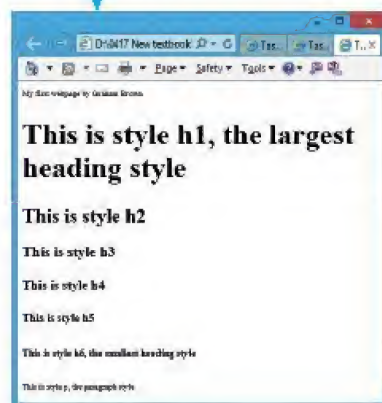 D:\0417 New textbook
Tas...
Tas...
T...
Page Safety Tools
My first webpage by Graham Brown
This is style h1, the largest
heading style
This is style h2
This is style h3
This is style h4
This is style h5
This is style h6, the smallest heading style
This is style p, the paragraph style